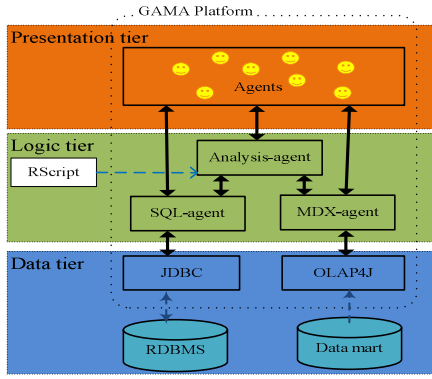 GAMA Platform
Presentation tier
Agents
Logic tier
Analysis-agent
RScript
SQL-agent
MDX-agent
Data tier
JDBC
OLAP4J
RDBMS
Data mart